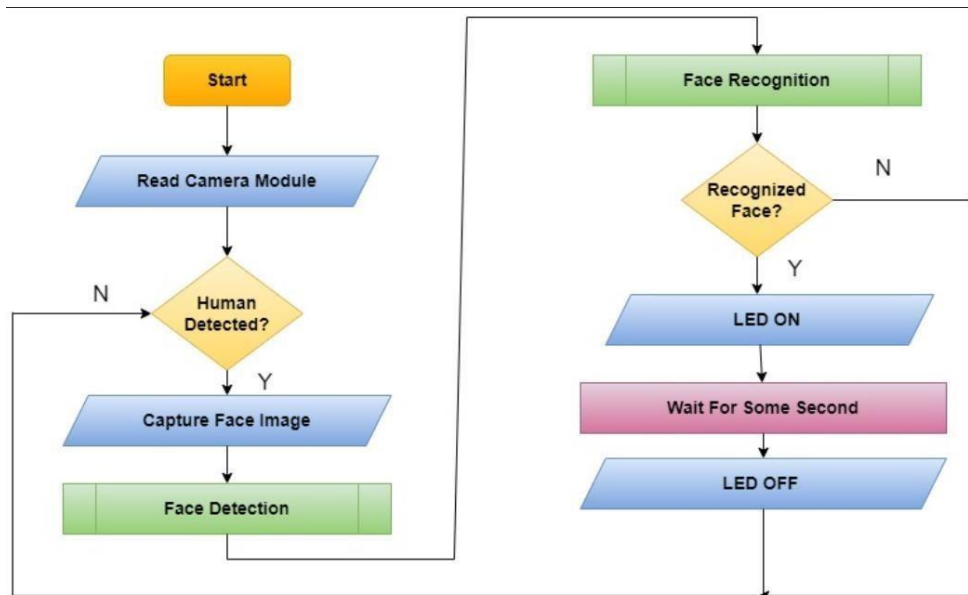 Start
Read Camera Module
Human
Detected?
N
Y
Capture Face Image
Face Detection
Face Recognition
Recognized
Face?
N
Y
LED ON
Wait For Some Second
LED OFF